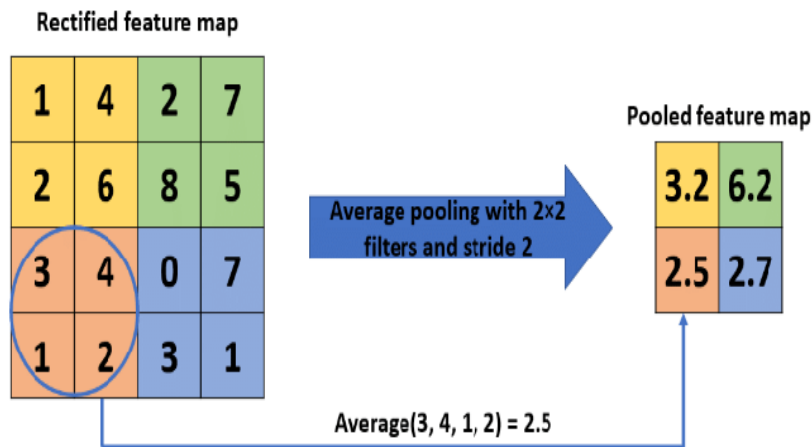 Rectified feature map
1 4 2 7
2 6 8 5
3 4 0 7
1 2 3 1
Average pooling with 2×2
filters and stride 2
Pooled feature map
3.2 6.2
2.5 2.7
Average(3, 4, 1, 2) = 2.5